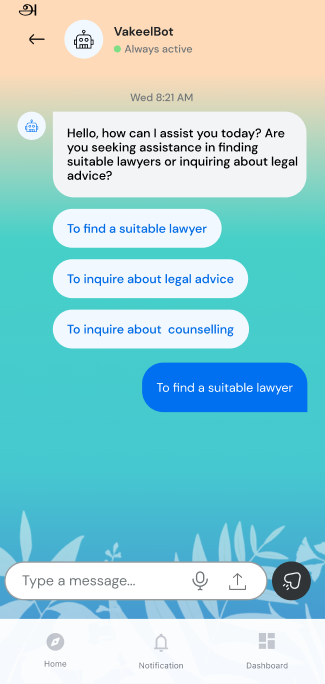 அ
VakeelBot
Always active
Wed 8:21 AM
Hello, how can I assist you today? Are
you seeking assistance in finding
suitable lawyers or inquiring about legal
advice?
To find a suitable lawyer
To inquire about legal advice
To inquire about counselling
To find a suitable lawyer
Type a message...
Home
Notification
Dashboard